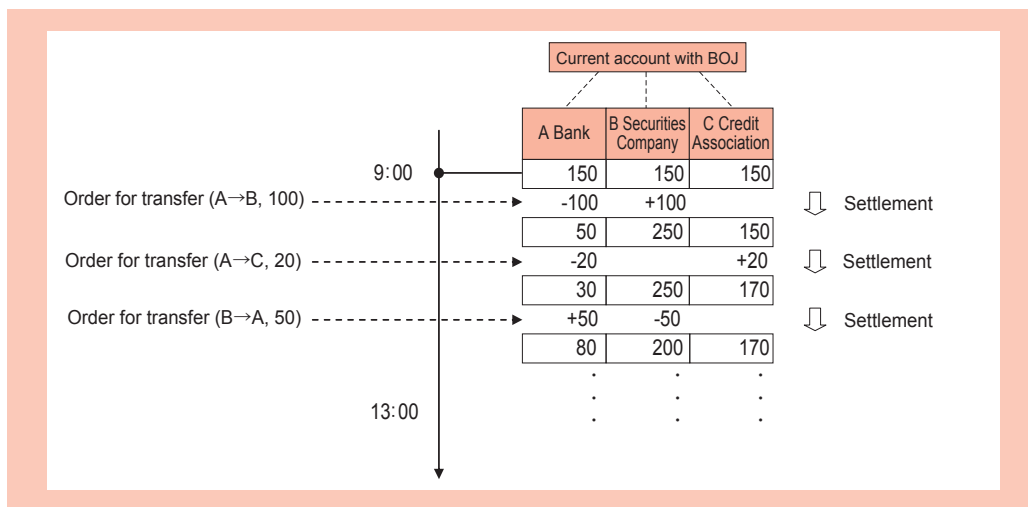 Current account with BOJ
A Bank
B Securities
Company
C Credit
Association
9:00
150 150 150
Order for transfer (A→B, 100)
-100 +100
Settlement
50 250 150
Order for transfer (A→C, 20)
-20 +20
Settlement
30 250 170
Order for transfer (B→A, 50)
+50 -50
Settlement
80 200 170
. . .
. . .
. . .
13:00